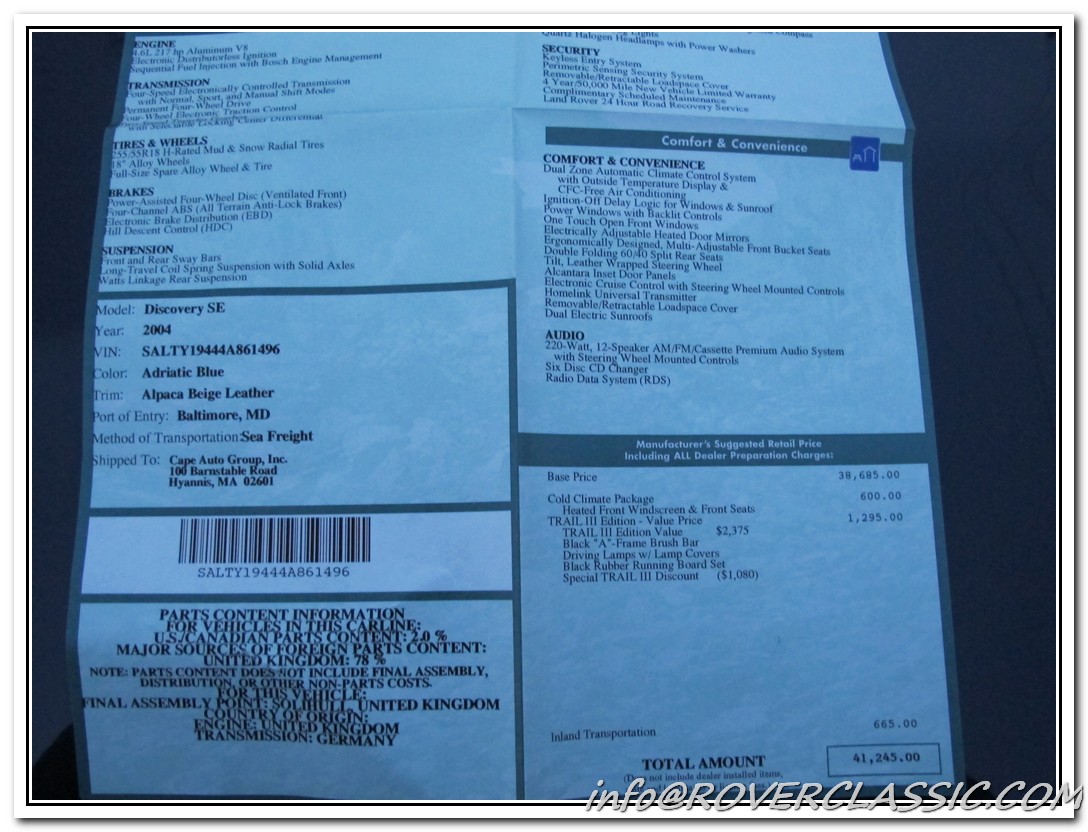 ENGINE
4.6L 217 hp Aluminum V8
Electronic Distributorless Ignition
Sequential Fuel Injection with Bosch Engine Management
TRANSMISSION
Four-Speed Electronically Controlled Transmission
with Normal, Sport, and Manual Shift Modes
Permanent Four-Wheel Drive
Four-Wheel Electronic Traction Control
with Selectable Locking Center Differential
TIRES & WHEELS
255/55R18 H-Rated Mud & Snow Radial Tires
18" Alloy Wheels
Full-Size Spare Alloy Wheel & Tire
BRAKES
Power-Assisted Four-Wheel Disc (Ventilated Front)
Four-Channel ABS (All Terrain Anti-Lock Brakes)
Electronic Brake Distribution (EBD)
Hill Descent Control (HDC)
SUSPENSION
Front and Rear Sway Bars
Long-Travel Coil Spring Suspension with Solid Axles
Watts Linkage Rear Suspension
Model: Discovery SE
Year: 2004
VIN: SALTY19444A861496
Color: Adriatic Blue
Trim: Alpaca Beige Leather
Port of Entry: Baltimore, MD
Method of Transportation:Sea Freight
Shipped To: Cape Auto Group, Inc.
100 Barnstable Road
Hyannis, MA 02601
SALTY19444A861496
PARTS CONTENT INFORMATION
FOR VEHICLES IN THIS CARLINE:
U.S./CANADIAN PARTS CONTENT: 2.0 %
MAJOR SOURCES OF FOREIGN PARTS CONTENT:
UNITED KINGDOM: 78 %
NOTE: PARTS CONTENT DOES NOT INCLUDE FINAL ASSEMBLY,
DISTRIBUTION, OR OTHER NON-PARTS COSTS.
FOR THIS VEHICLE:
FINAL ASSEMBLY POINT: SOLIHULL, UNITED KINGDOM
COUNTRY OF ORIGIN:
ENGINE: UNITED KINGDOM
TRANSMISSION: GERMANY
Lights
Compass
Quartz Halogen Headlamps with Power Washers
SECURITY
Keyless Entry System
Perimetric Sensing Security System
Removable/Retractable Loadspace Cover
4 Year/50,000 Mile New Vehicle Limited Warranty
Complimentary Scheduled Maintenance
Land Rover 24 Hour Road Recovery Service
Comfort & Convenience
COMFORT & CONVENIENCE
Dual Zone Automatic Climate Control System
with Outside Temperature Display &
CFC-Free Air Conditioning
Ignition-Off Delay Logic for Windows & Sunroof
Power Windows with Backlit Controls
One Touch Open Front Windows
Electrically Adjustable Heated Door Mirrors
Ergonomically Designed, Multi-Adjustable Front Bucket Seats
Double Folding 60/40 Split Rear Seats
Tilt, Leather Wrapped Steering Wheel
Alcantara Inset Door Panels
Electronic Cruise Control with Steering Wheel Mounted Controls
Homelink Universal Transmitter
Removable/Retractable Loadspace Cover
Dual Electric Sunroofs
AUDIO
220-Watt, 12-Speaker AM/FM/Cassette Premium Audio System
with Steering Wheel Mounted Controls
Six Disc CD Changer
Radio Data System (RDS)
Manufacturer's Suggested Retail Price
Including ALL Dealer Preparation Charges:
Base Price 38,685.00
Cold Climate Package 600.00
Heated Front Windscreen & Front Seats
TRAIL III Edition - Value Price 1,295.00
TRAIL III Edition Value $2,375
Black "A"-Frame Brush Bar
Driving Lamps w/ Lamp Covers
Black Rubber Running Board Set
Special TRAIL III Discount ($1,080)
Inland Transportation 665.00
TOTAL AMOUNT 41,245.00
(Does not include dealer installed items,
info@ROVERCLASSIC.COM